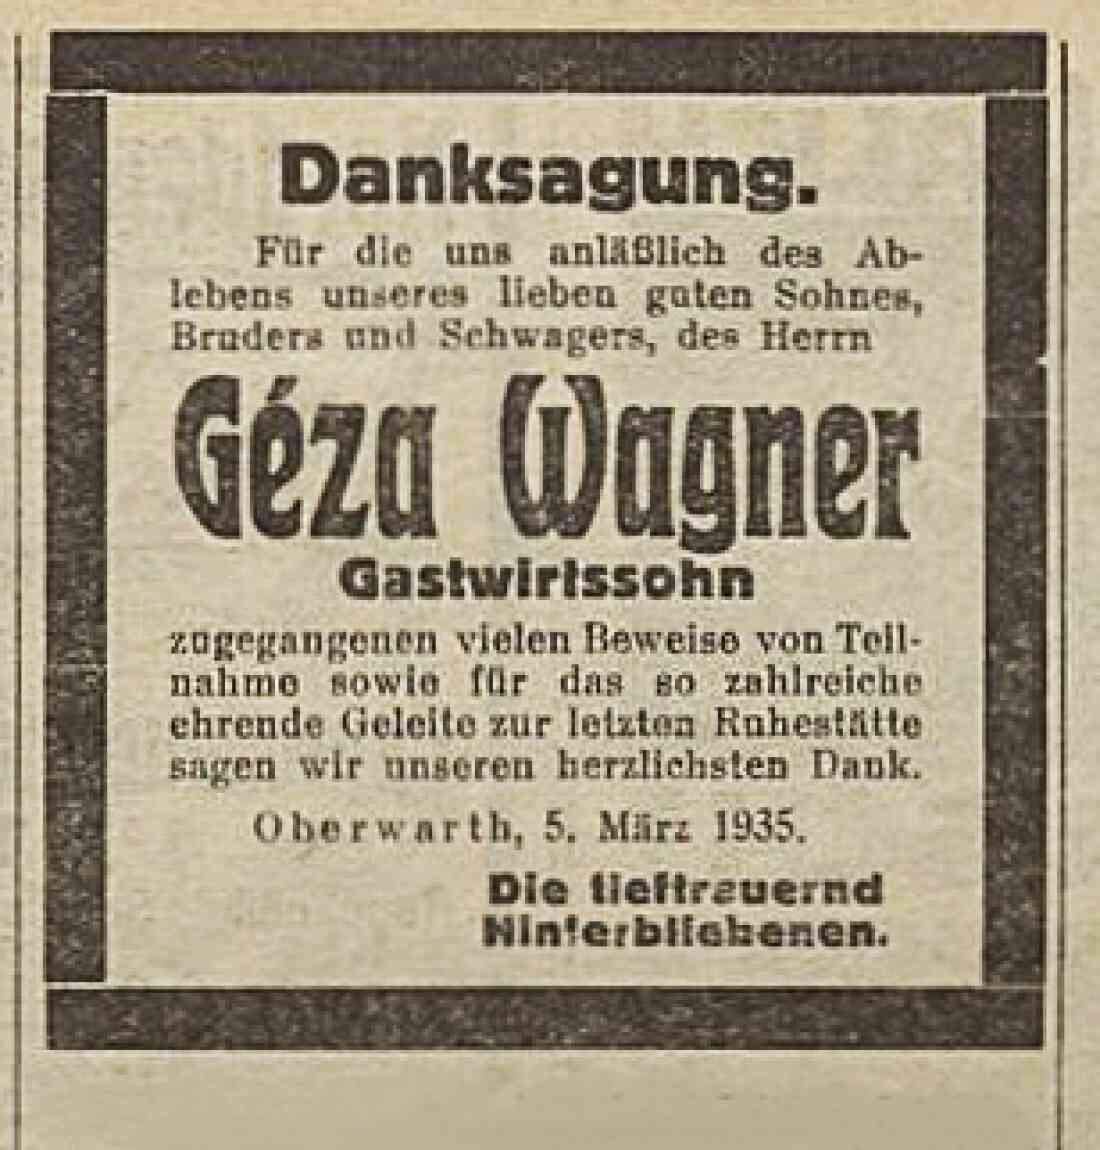 Danksagung.
Für die uns anläßlich des Ab-
lebens unseres lieben guten Sohnes,
Bruders und Schwagers, des Herrn
Géza Wagner
Gastwirtssohn
zugegangenen vielen Beweise von Teil-
nahme sowie für das so zahlreiche
ehrende Geleite zur letzten Ruhestätte
sagen wir unseren herzlichsten Dank.
Oberwarth, 5. März 1935.
Die tieftrauernd
Hinterbliebenen.